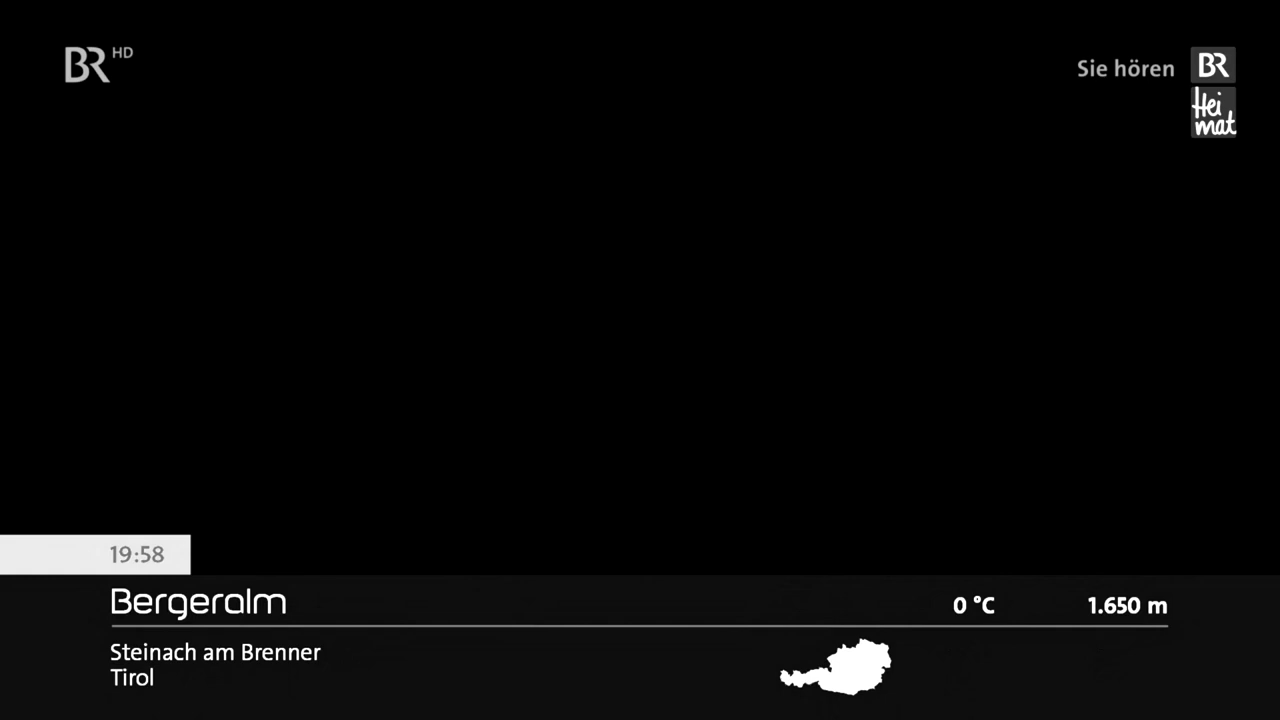 BR HD
Sie hören BR
Hei
mat
19:58
Bergeralm 0 °C 1.650 m
Steinach am Brenner
Tirol